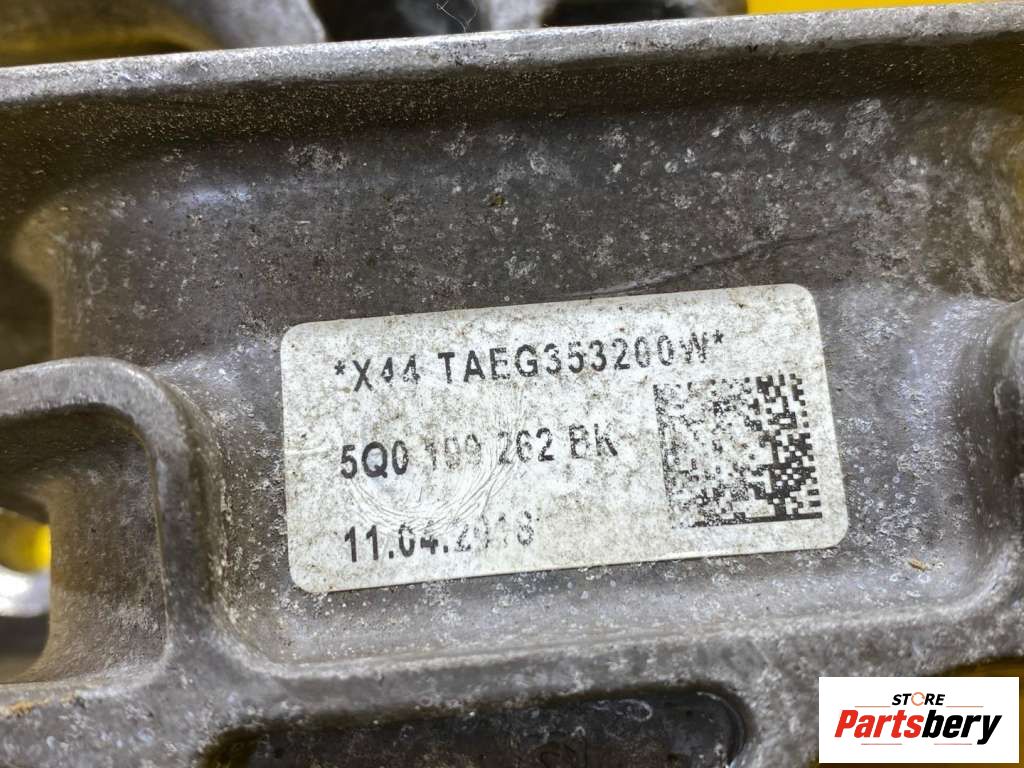 *X44 TAEG353200W*
5Q0 199 262 BK
11.04.2018
STORE
Partsbery